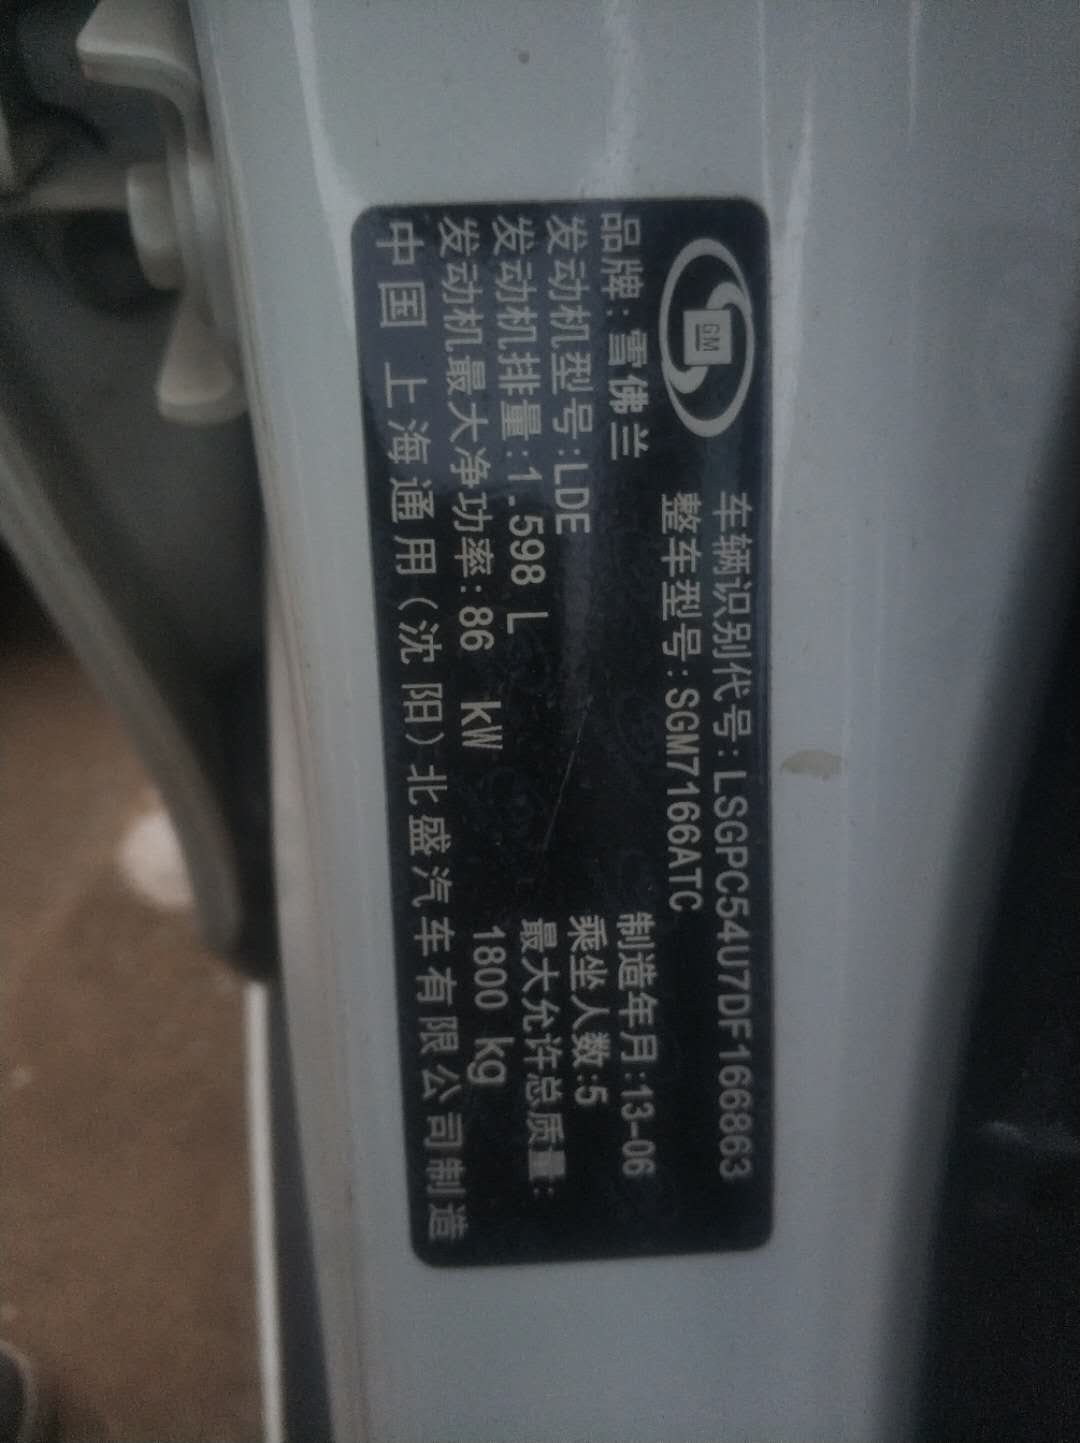 GM
车辆识别代号:LSGPC54U7DF166863
整车型号:SGM7166ATC
品牌:雪佛兰
制造年月:13-06
发动机型号:LDE
乘坐人数:5
发动机排量:1.598 L
最大允许总质量:
发动机最大净功率:86 kW
1800 kg
中国 上海通用(沈阳)北盛汽车有限公司制造